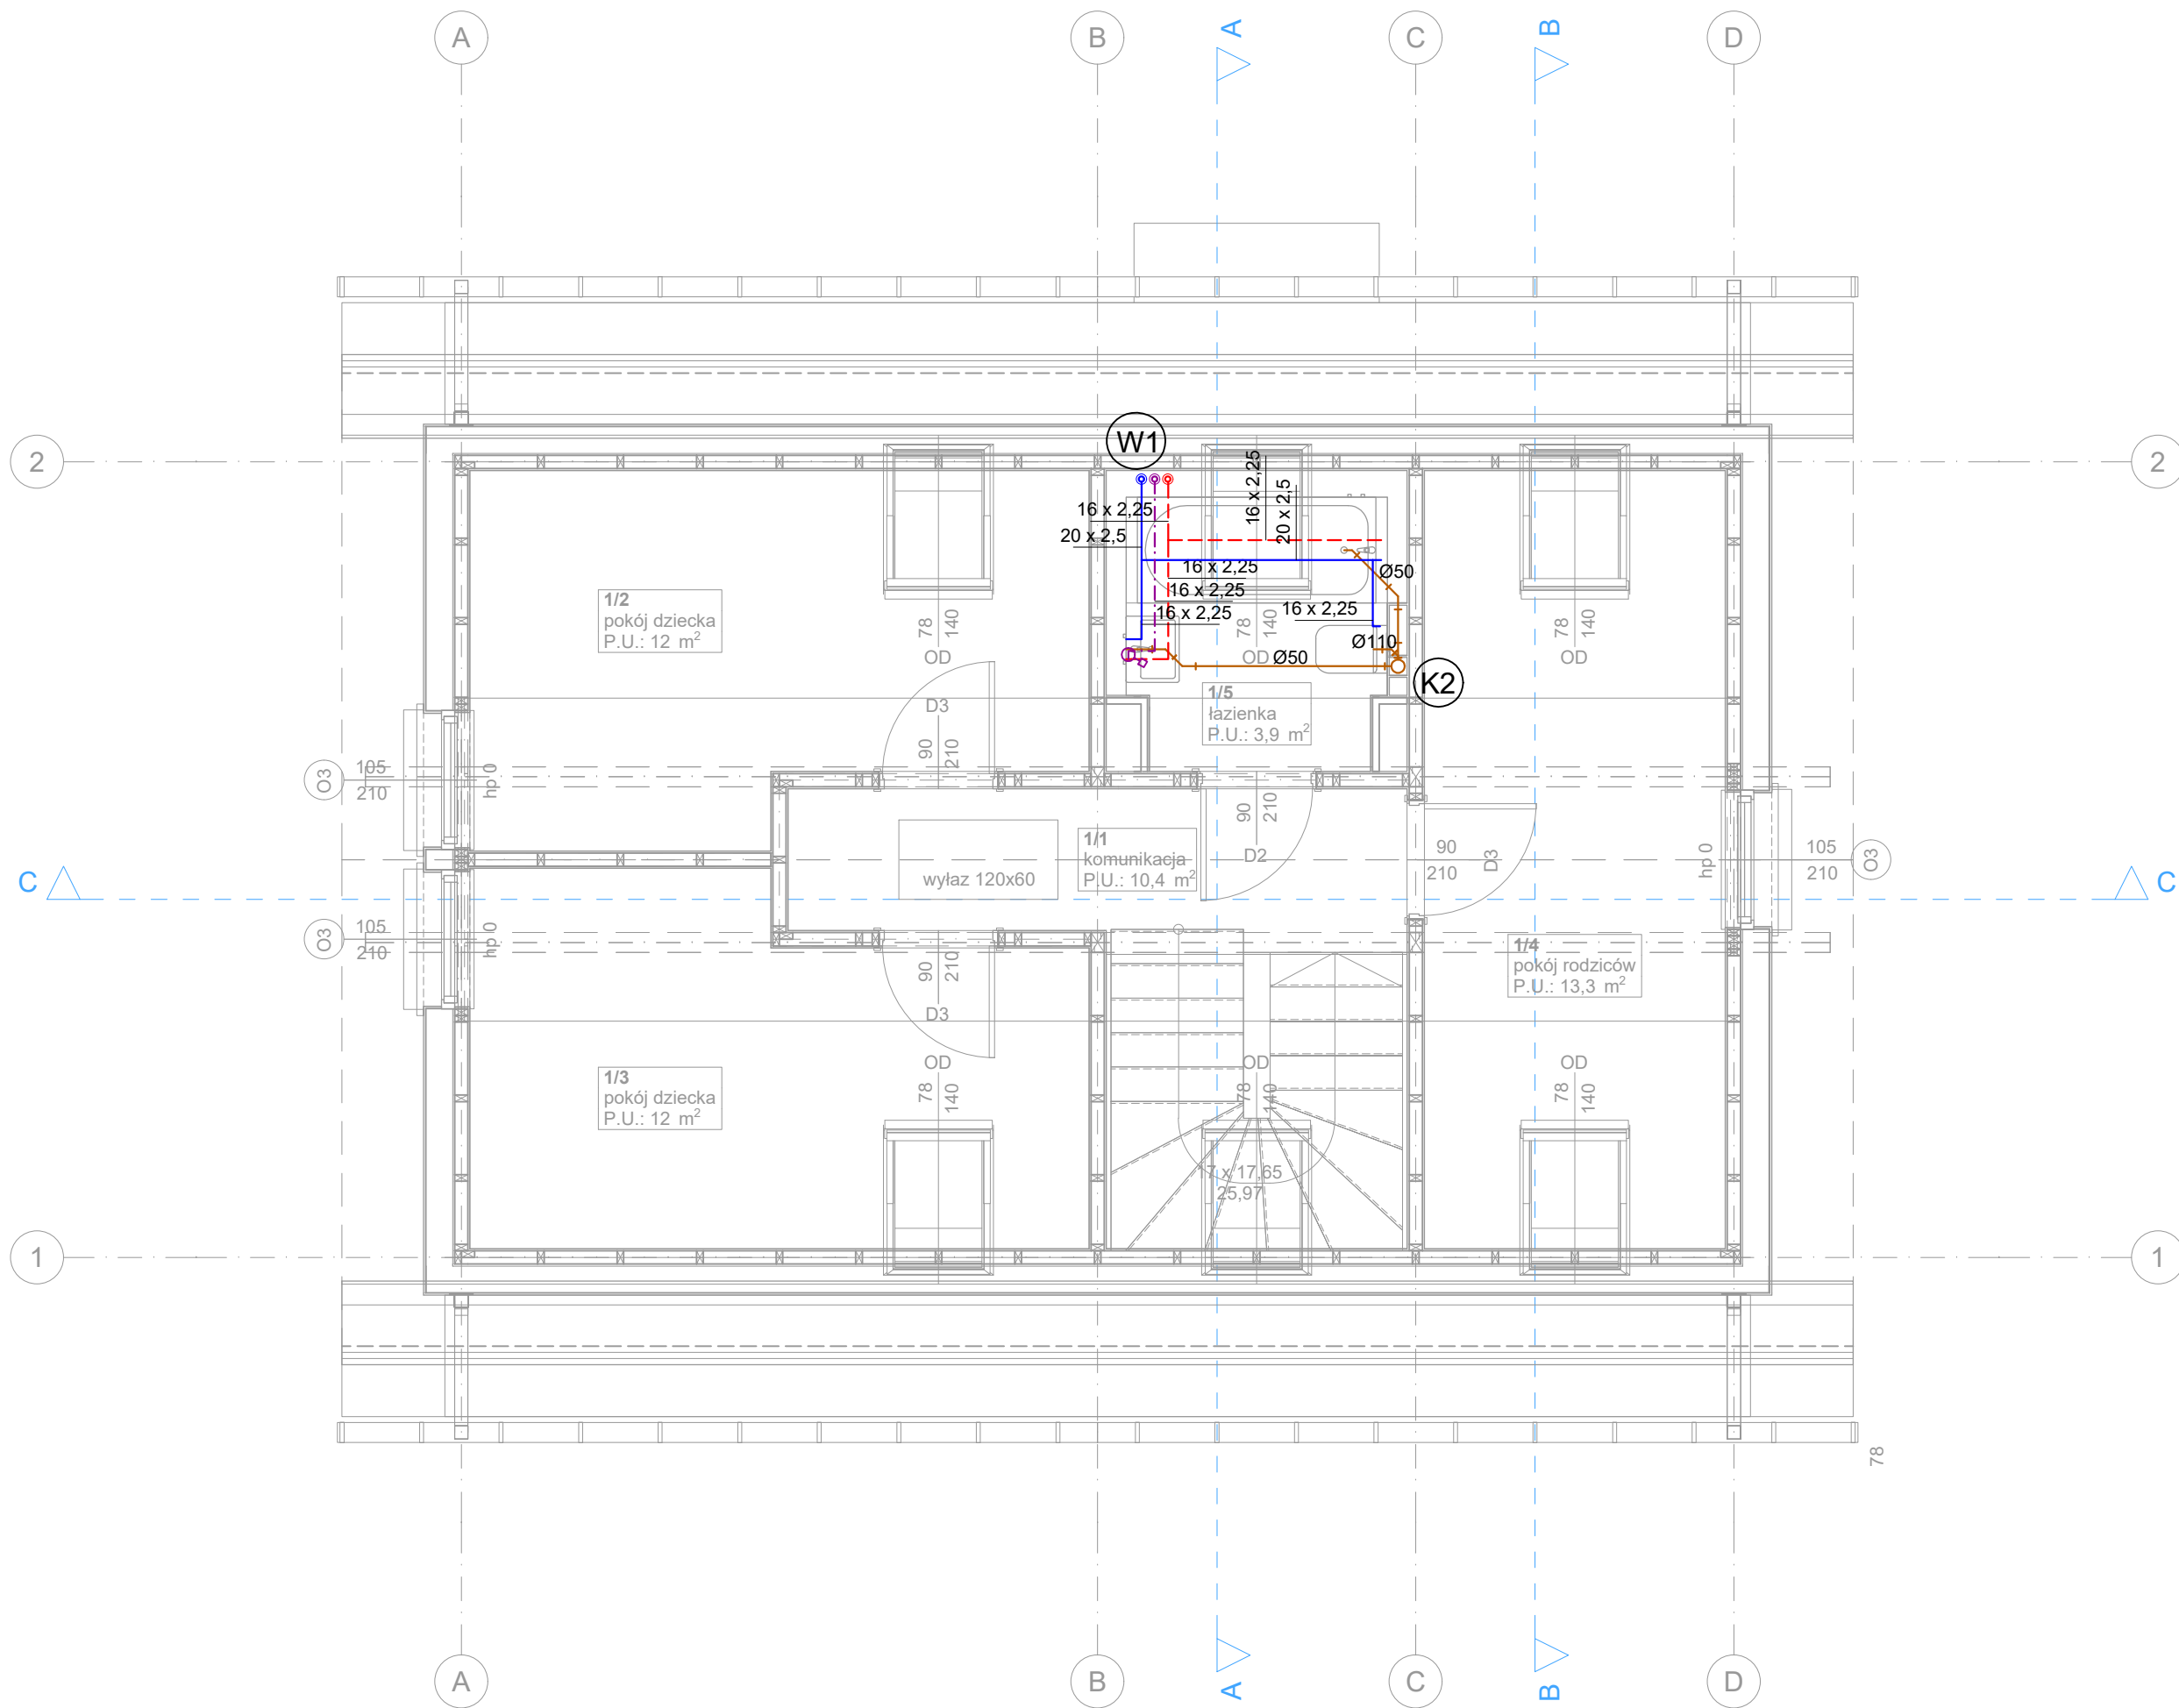 A
B
A
C
B
D
2
W1
2
16 x 2,25
20 x 2,5
16 x 2,25
20 x 2,5
16 x 2,25
16 x 2,25
16 x 2,25
16 x 2,25
Ø50
Ø110
Ø50
K2
1/2
pokój dziecka
P.U.: 12 m²
78
140
OD
78
140
OD
78
140
OD
1/5
łazienka
P.U.: 3,9 m²
D3
90
210
O3
105
210
hp 0
90
210
D2
1/1
komunikacja
P.U.: 10,4 m²
wyłaz 120x60
90
210
D3
hp 0
105
210
O3
C
C
O3
105
210
hp 0
90
210
D3
1/4
pokój rodziców
P.U.: 13,3 m²
1/3
pokój dziecka
P.U.: 12 m²
OD
78
140
OD
78
140
OD
78
140
17 x 17,65
25,97
1
1
78
A
B
A
C
B
D